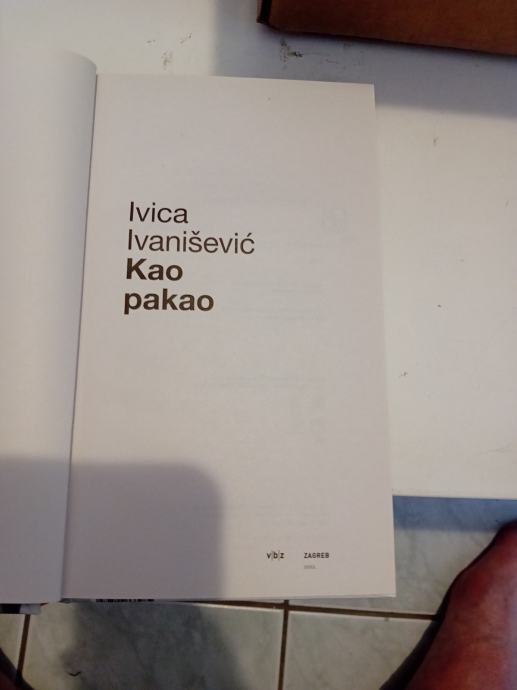 Ivica
Ivanišević
Kao
pakao
v|b|z ZAGREB